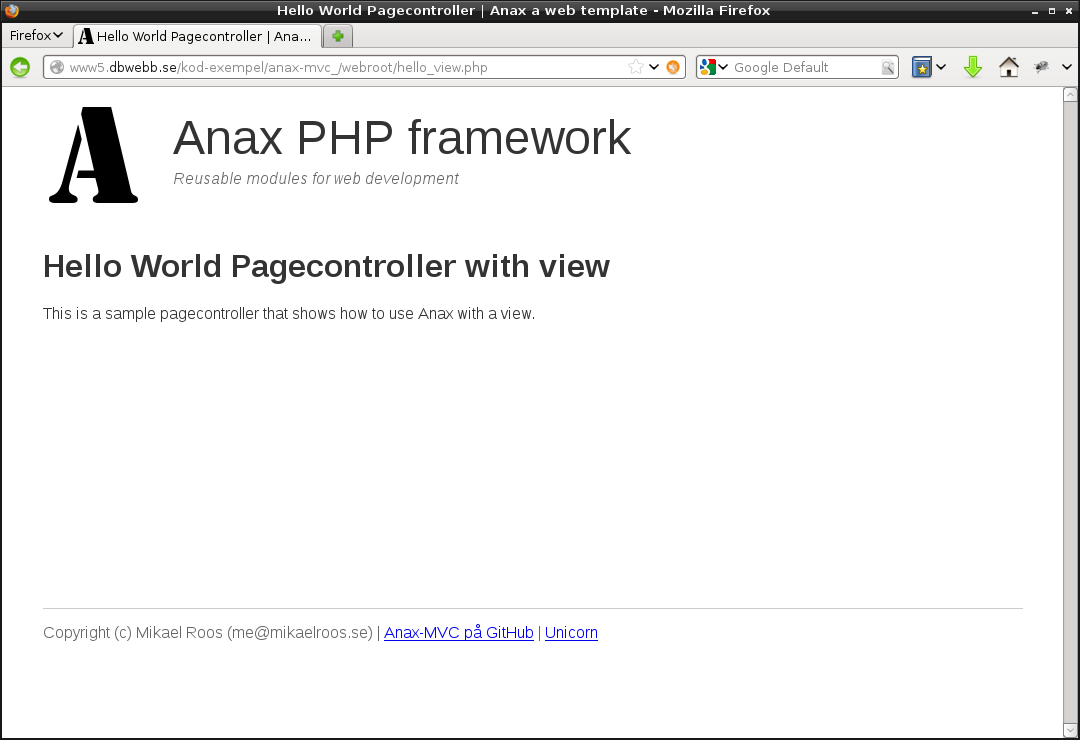 Hello World Pagecontroller | Anax a web template - Mozilla Firefox
Firefox
Hello World Pagecontroller | Ana...
www5.dbwebb.se/kod-exempel/anax-mvc_/webroot/hello_view.php
Google Default
A
Anax PHP framework
Reusable modules for web development
Hello World Pagecontroller with view
This is a sample pagecontroller that shows how to use Anax with a view.
Copyright (c) Mikael Roos (me@mikaelroos.se) | Anax-MVC på GitHub | Unicorn